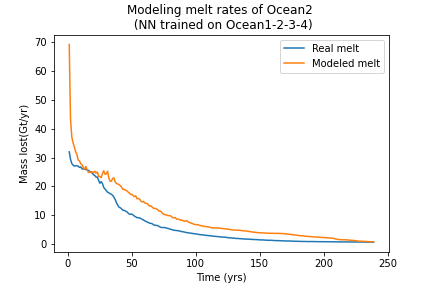 Modeling melt rates of Ocean2
(NN trained on Ocean1-2-3-4)
Real melt
Modeled melt
Mass lost(Gt/yr)
70
60
50
40
30
20
10
0
0 50 100 150 200 250
Time (yrs)